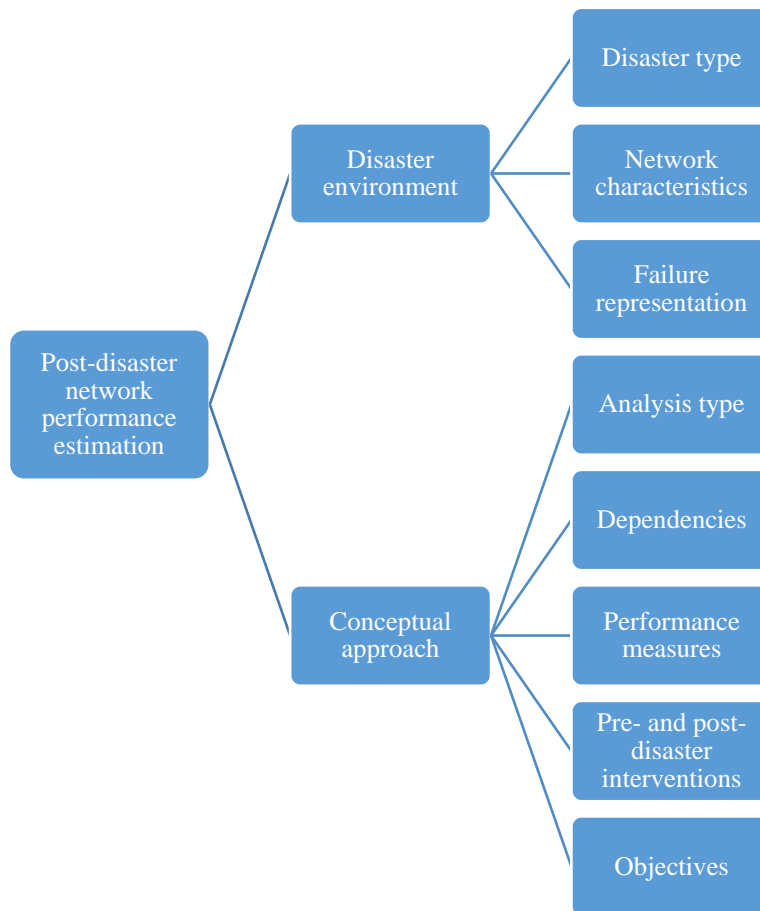 Post-disaster
network
performance
estimation
Disaster
environment
Disaster type
Network
characteristics
Failure
representation
Conceptual
approach
Analysis type
Dependencies
Performance
measures
Pre- and post-
disaster
interventions
Objectives